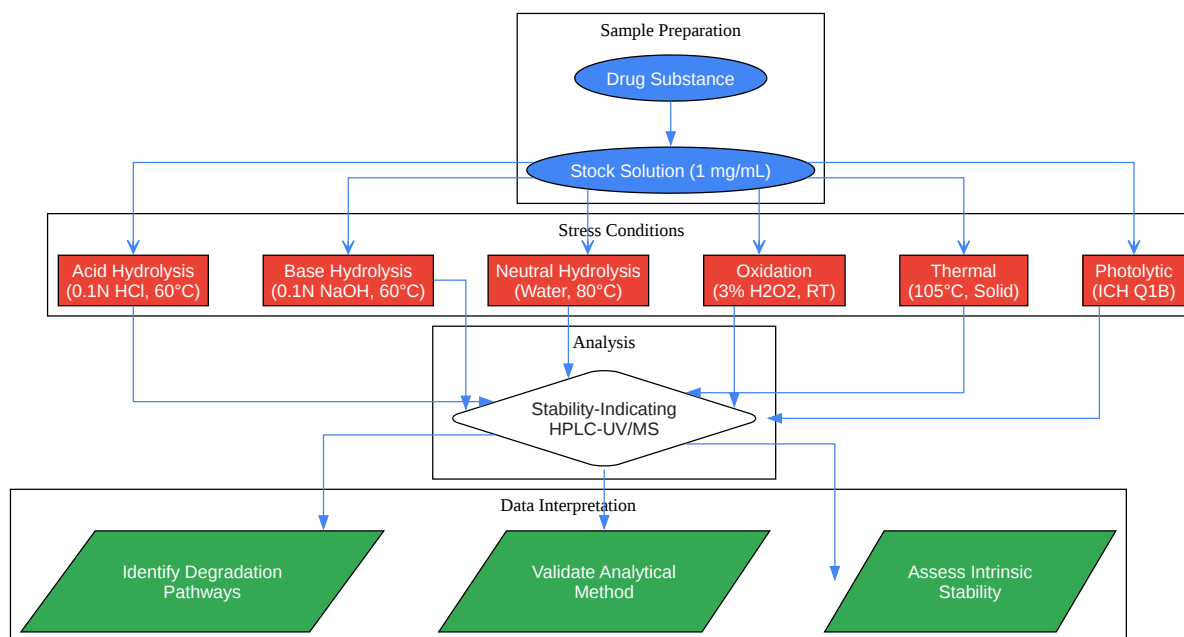 Sample Preparation
Drug Substance
Stock Solution (1 mg/mL)
Stress Conditions
Acid Hydrolysis
(0.1N HCl, 60°C)
Base Hydrolysis
(0.1N NaOH, 60°C)
Neutral Hydrolysis
(Water, 80°C)
Oxidation
(3% H2O2, RT)
Thermal
(105°C, Solid)
Photolytic
(ICH Q1B)
Analysis
Stability-Indicating
HPLC-UV/MS
Data Interpretation
Identify Degradation
Pathways
Validate Analytical
Method
Assess Intrinsic
Stability